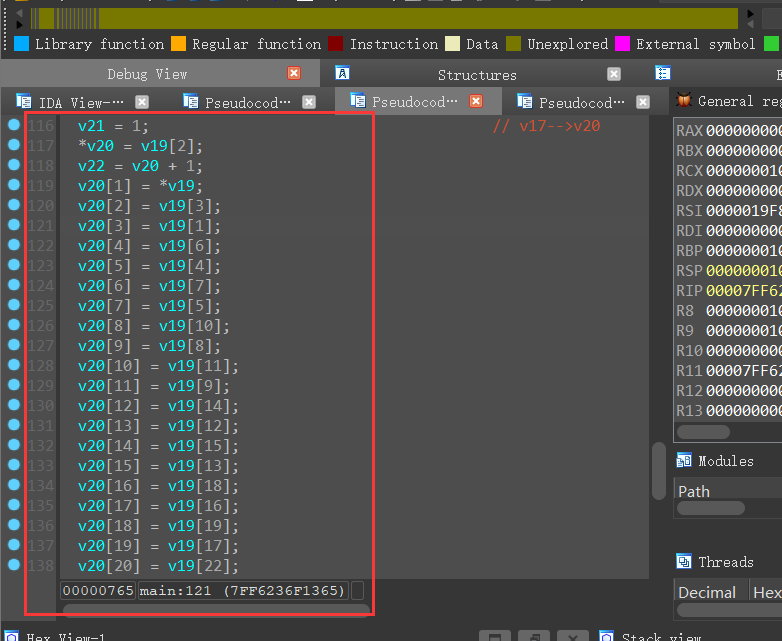 Library function Regular function Instruction Data Unexplored External symbol
Debug View Structures
IDA View-··· Pseudocod··· Pseudocod··· Pseudocod··· General reg
116 v21 = 1; // v17-->v20
117 *v20 = v19[2];
118 v22 = v20 + 1;
119 v20[1] = *v19;
120 v20[2] = v19[3];
121 v20[3] = v19[1];
122 v20[4] = v19[6];
123 v20[5] = v19[4];
124 v20[6] = v19[7];
125 v20[7] = v19[5];
126 v20[8] = v19[10];
127 v20[9] = v19[8];
128 v20[10] = v19[11];
129 v20[11] = v19[9];
130 v20[12] = v19[14];
131 v20[13] = v19[12];
132 v20[14] = v19[15];
133 v20[15] = v19[13];
134 v20[16] = v19[18];
135 v20[17] = v19[16];
136 v20[18] = v19[19];
137 v20[19] = v19[17];
138 v20[20] = v19[22];
00000765 main:121 (7FF6236F1365)
RAX 000000000
RBX 000000000
RCX 000000010
RDX 000000000
RSI 0000019F8
RDI 000000000
RBP 000000010
RSP 000000010
RIP 00007FF62
R8 000000010
R9 000000010
R10 000000000
R11 00007FF62
R12 000000000
R13 000000000
Modules
Path
Threads
Decimal Hex
Hex View-1 Stack view